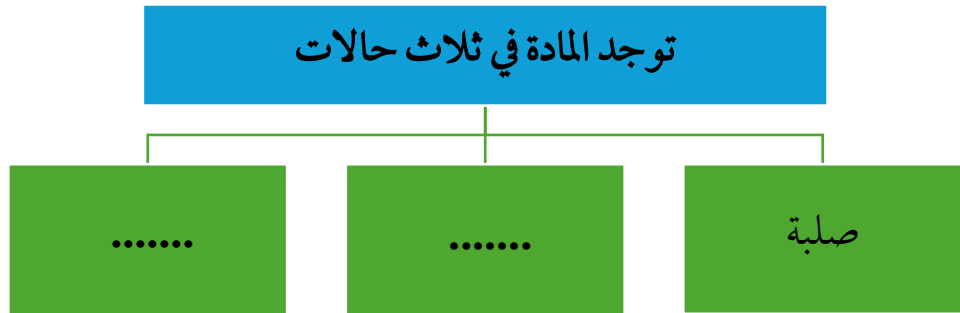 توجد المادة في ثلاث حالات
صلبة
.......
.......